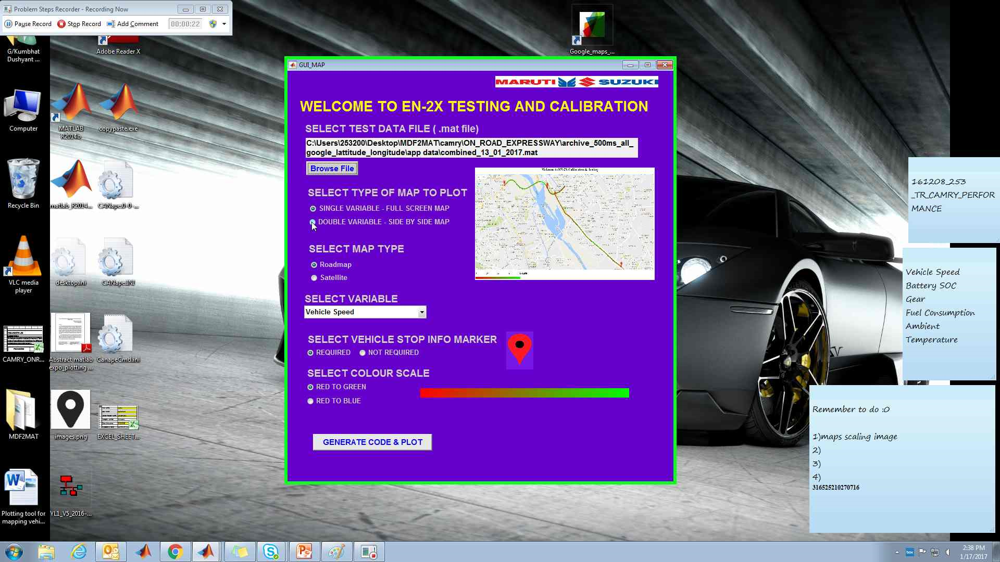 Problem Steps Recorder - Recording Now
Pause Record
Stop Record
Add Comment
00:00:22
G/Kumbhat
Dushyant ...
Adobe Reader X
Google_maps_...
Computer
MATLAB
R2014b
copypaste.exe
Recycle Bin
matlab_R2014...
CANape.0-0-...
VLC media
player
desktop.ini
CANape.INI
CAMRY_ONR...
Abstract matlab
expo_plotting ...
CanapeCmd.ini
MDF2MAT
images.png
EXCEL_SHEET...
Plotting tool for
mapping vehi...
YL1_V5_2016-...
GUI_MAP
MARUTI SUZUKI
WELCOME TO EN-2X TESTING AND CALIBRATION
SELECT TEST DATA FILE ( .mat file)
C:\Users\253200\Desktop\MDF2MAT\camry\ON_ROAD_EXPRESSWAY\archive_500ms_all_
google_lattitude_longitude\app data\combined_13_01_2017.mat
Browse File
Welcome to EN-2X Calibration & Testing
SELECT TYPE OF MAP TO PLOT
SINGLE VARIABLE - FULL SCREEN MAP
DOUBLE VARIABLE - SIDE BY SIDE MAP
SELECT MAP TYPE
Roadmap
Satellite
SELECT VARIABLE
Vehicle Speed
SELECT VEHICLE STOP INFO MARKER
REQUIRED
NOT REQUIRED
SELECT COLOUR SCALE
RED TO GREEN
RED TO BLUE
GENERATE CODE & PLOT
161208_253
_TR_CAMRY_PERFOR
MANCE
Vehicle Speed
Battery SOC
Gear
Fuel Consumption
Ambient
Temperature
Remember to do :O
1)maps scaling image
2)
3)
4)
316525210270716
box
2:38 PM
1/17/2017